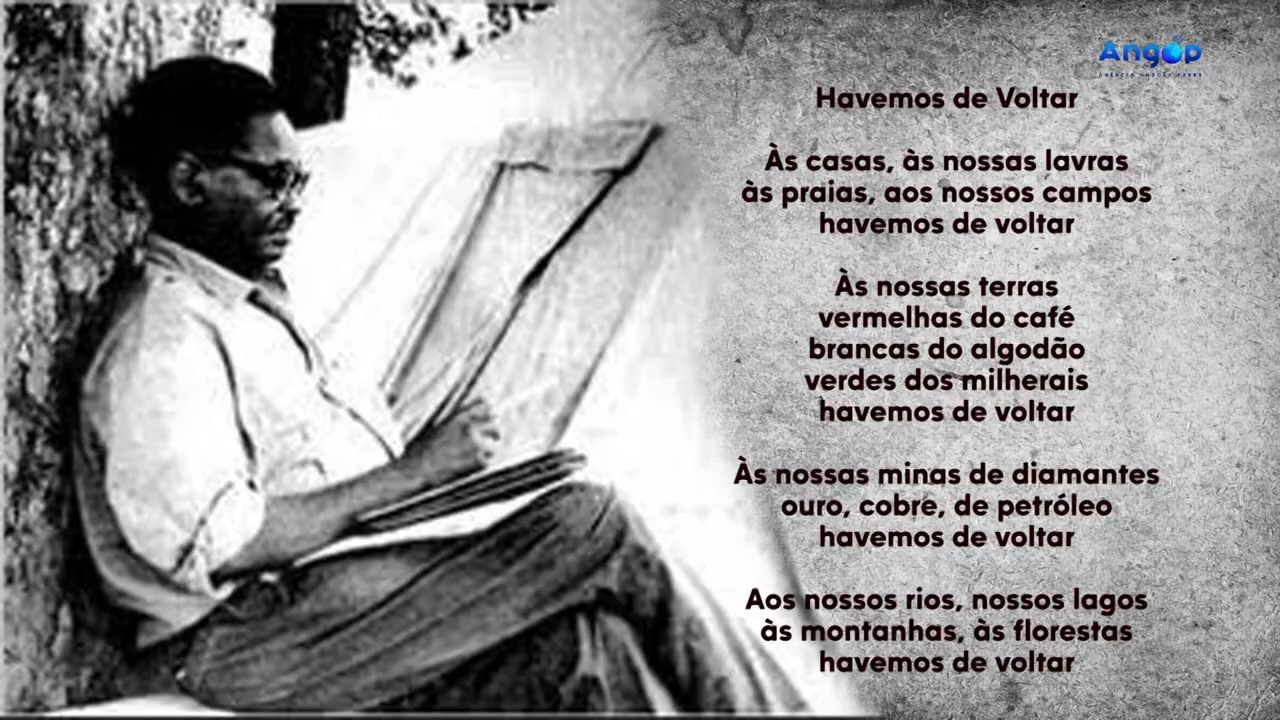 Angop
Havemos de Voltar
Às casas, às nossas lavras
às praias, aos nossos campos
havemos de voltar
Às nossas terras
vermelhas do café
brancas do algodão
verdes dos milherais
havemos de voltar
Às nossas minas de diamantes
ouro, cobre, de petróleo
havemos de voltar
Aos nossos rios, nossos lagos
às montanhas, às florestas
havemos de voltar